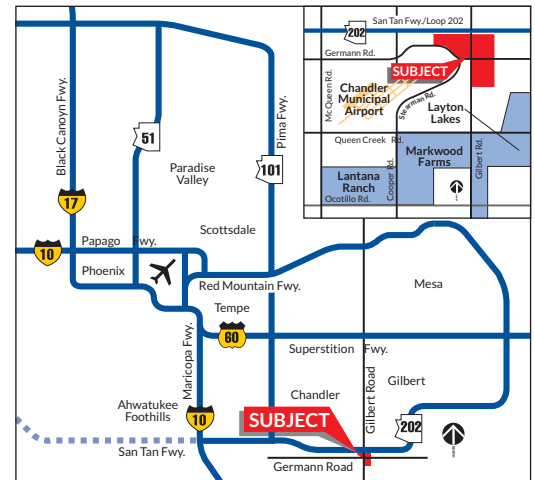 San Tan Fwy./Loop 202
202
Germann Rd.
SUBJECT
McQueen Rd.
Chandler
Municipal
Airport
Stearman Rd.
Layton
Lakes
Queen Creek Rd.
Markwood
Farms
Gilbert Rd.
Cooper Rd.
Lantana
Ranch
Ocotillo Rd.
Black Canoyn Fwy.
51
Pima Fwy.
Paradise
Valley
101
17
Scottsdale
10
Papago Fwy.
Phoenix
Red Mountain Fwy.
Mesa
Tempe
60
Maricopa Fwy.
Superstition Fwy.
Gilbert Road
Gilbert
Chandler
Ahwatukee
Foothills
10
SUBJECT
202
San Tan Fwy.
Germann Road